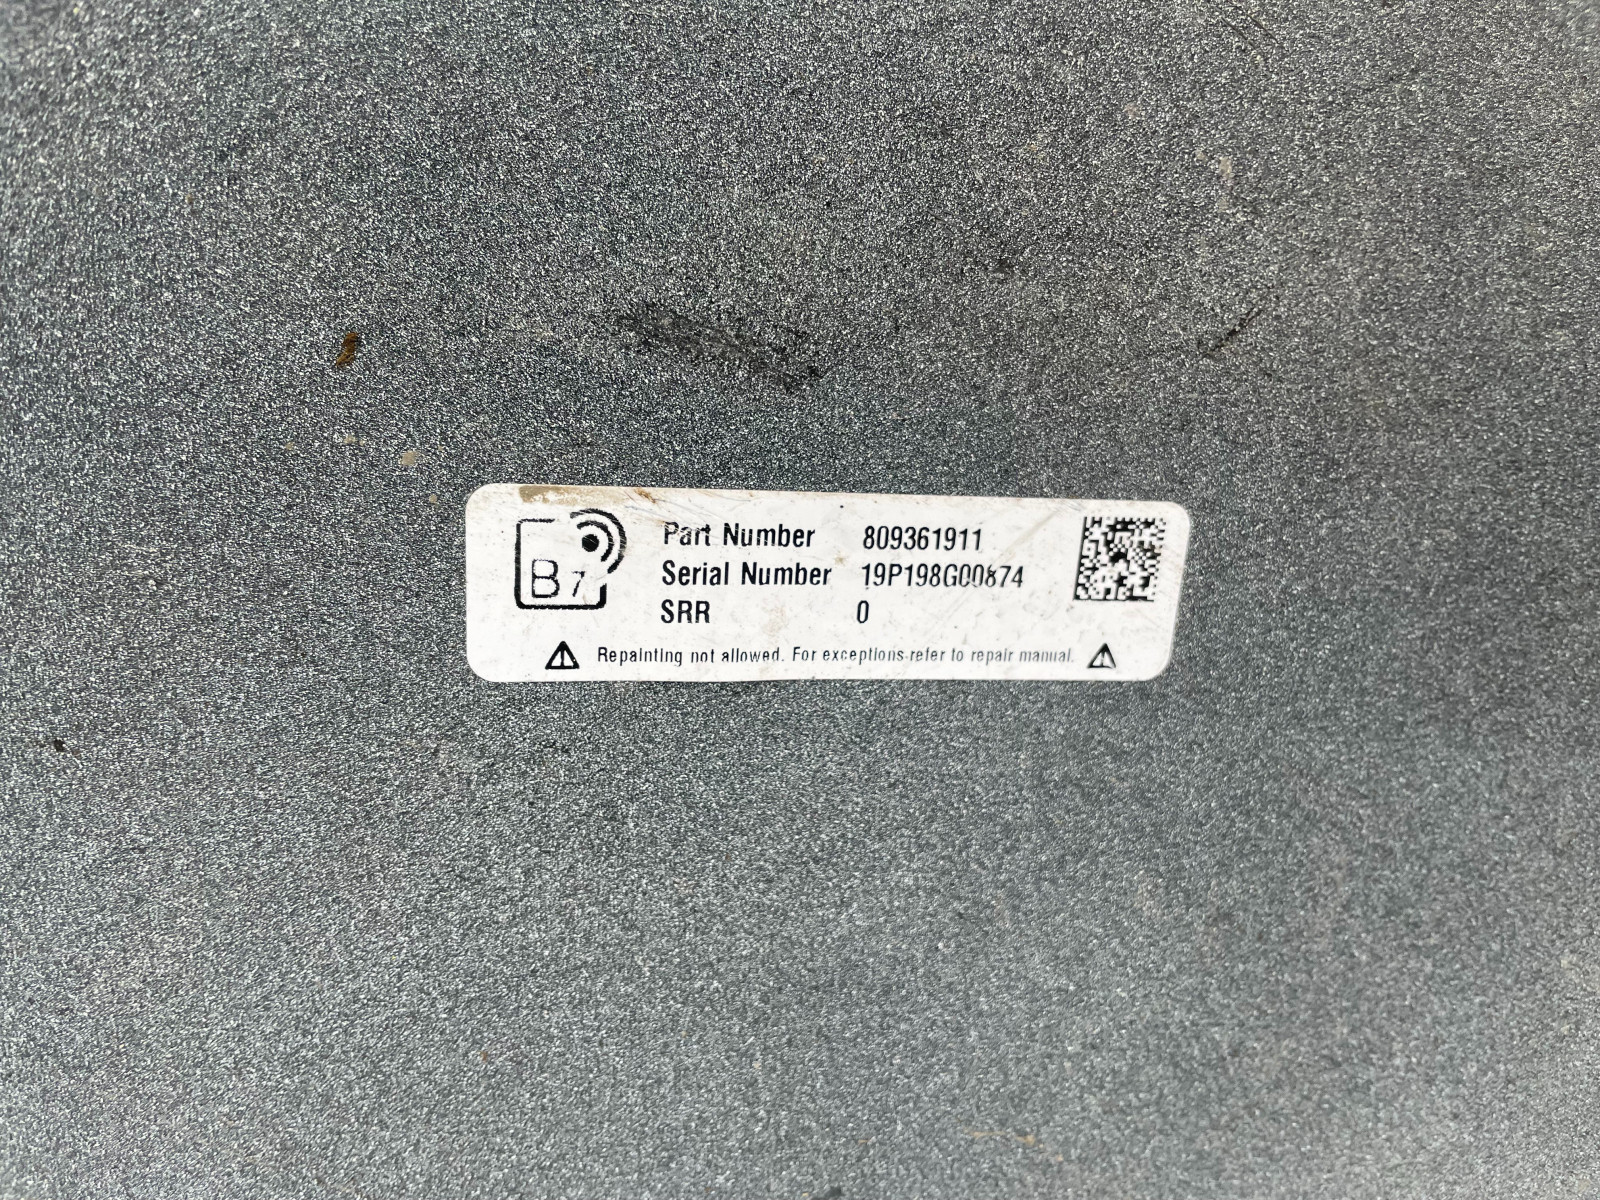 B7
Part Number 809361911
Serial Number 19P198G00874
SRR 0
Repainting not allowed. For exceptions refer to repair manual.